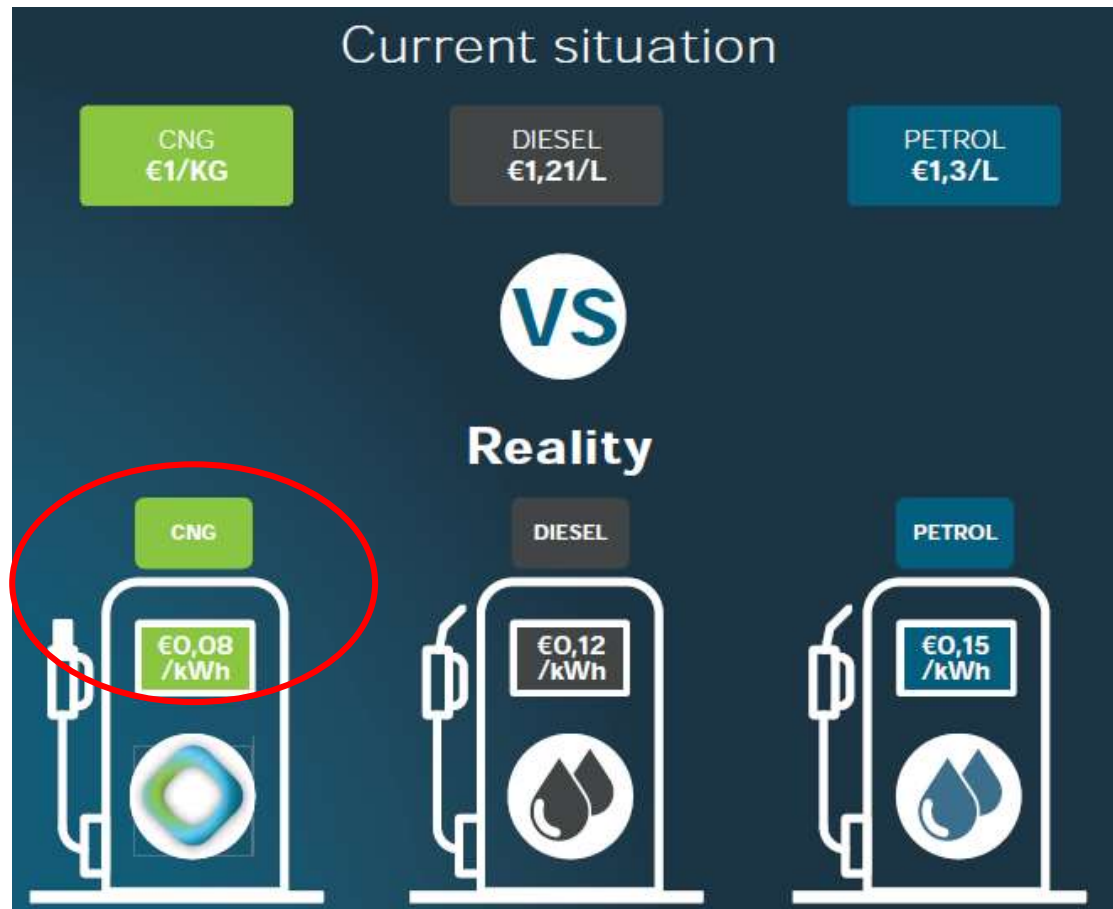 Current situation
CNG
€1/KG
DIESEL
€1,21/L
PETROL
€1,3/L
VS
Reality
CNG
DIESEL
PETROL
€0,08
/kWh
€0,12
/kWh
€0,15
/kWh